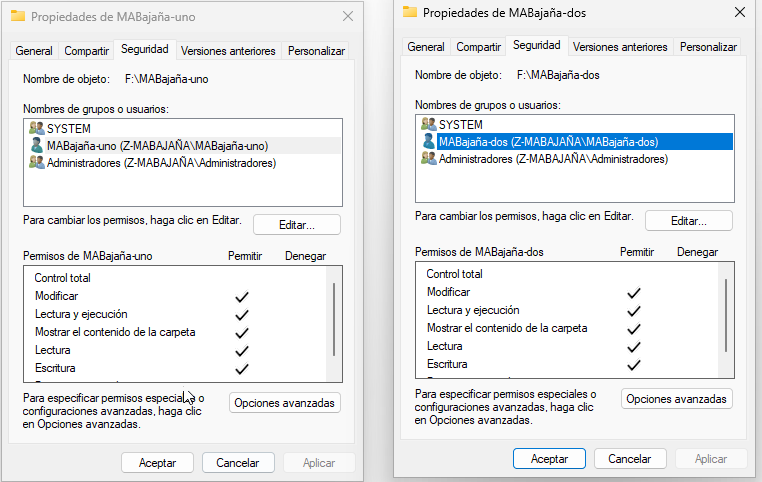 Propiedades de MABajaña-uno
General Compartir Seguridad Versiones anteriores Personalizar
Nombre de objeto: F:\MABajaña-uno
Nombres de grupos o usuarios:
SYSTEM
MABajaña-uno (Z-MABAJAÑA\MABajaña-uno)
Administradores (Z-MABAJAÑA\Administradores)
Para cambiar los permisos, haga clic en Editar.
Editar...
Permisos de MABajaña-uno Permitir Denegar
Control total
Modificar
Lectura y ejecución
Mostrar el contenido de la carpeta
Lectura
Escritura
Para especificar permisos especiales o
configuraciones avanzadas, haga clic
en Opciones avanzadas.
Opciones avanzadas
Aceptar Cancelar Aplicar
Propiedades de MABajaña-dos
General Compartir Seguridad Versiones anteriores Personalizar
Nombre de objeto: F:\MABajaña-dos
Nombres de grupos o usuarios:
SYSTEM
MABajaña-dos (Z-MABAJAÑA\MABajaña-dos)
Administradores (Z-MABAJAÑA\Administradores)
Para cambiar los permisos, haga clic en Editar.
Editar...
Permisos de MABajaña-dos Permitir Denegar
Control total
Modificar
Lectura y ejecución
Mostrar el contenido de la carpeta
Lectura
Escritura
Para especificar permisos especiales o
configuraciones avanzadas, haga clic
en Opciones avanzadas.
Opciones avanzadas
Aceptar Cancelar Aplicar